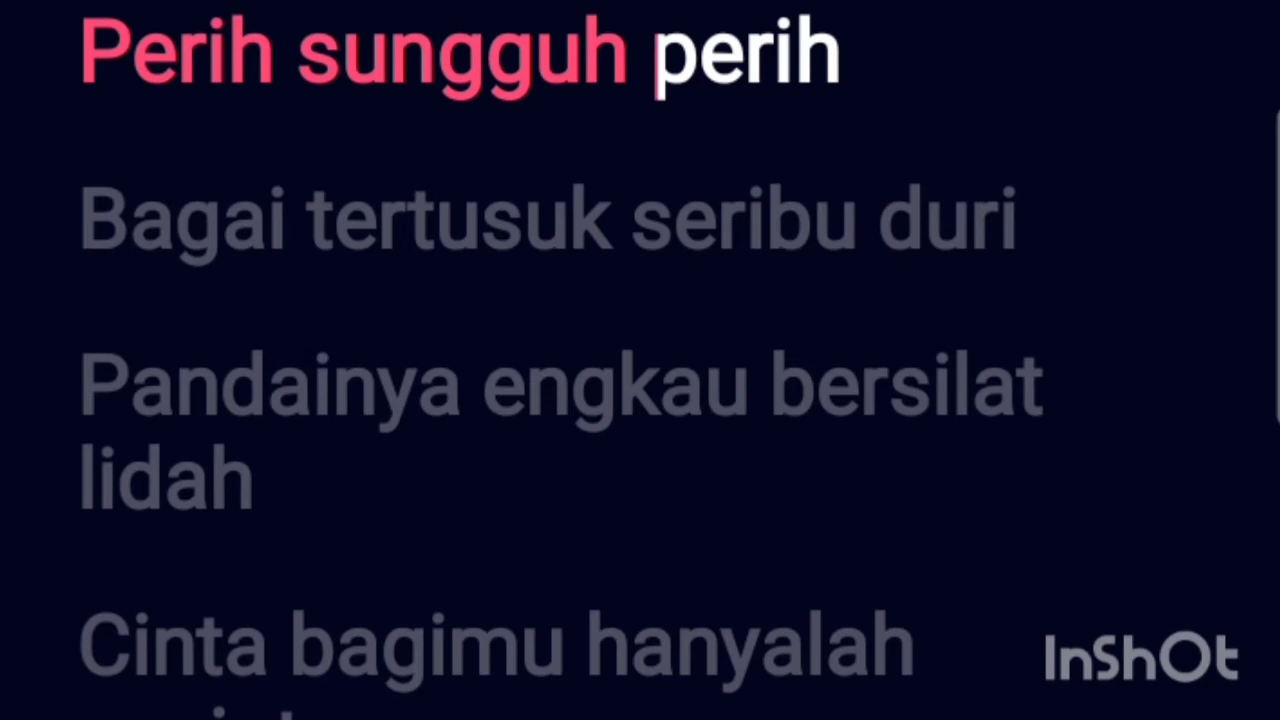 Perih sungguh perih
Bagai tertusuk seribu duri
Pandainya engkau bersilat
lidah
Cinta bagimu hanyalah
InShOt